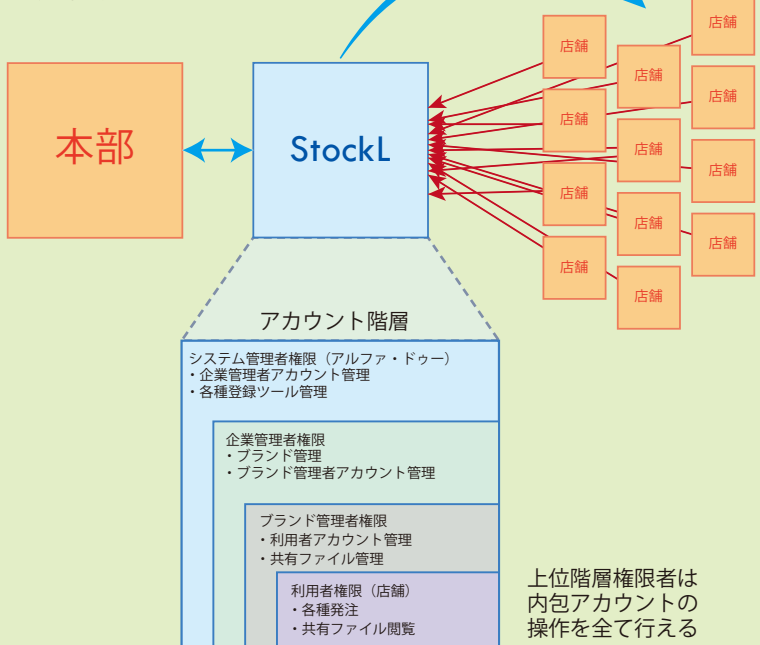 本部
StockL
店舗
店舗
店舗
店舗
店舗
店舗
店舗
店舗
店舗
店舗
店舗
店舗
アカウント階層
システム管理者権限（アルファ・ドゥー）
・企業管理者アカウント管理
・各種登録ツール管理
企業管理者権限
・ブランド管理
・ブランド管理者アカウント管理
ブランド管理者権限
・利用者アカウント管理
・共有ファイル管理
利用者権限（店舗）
・各種発注
・共有ファイル閲覧
上位階層権限者は
内包アカウントの
操作を全て行える